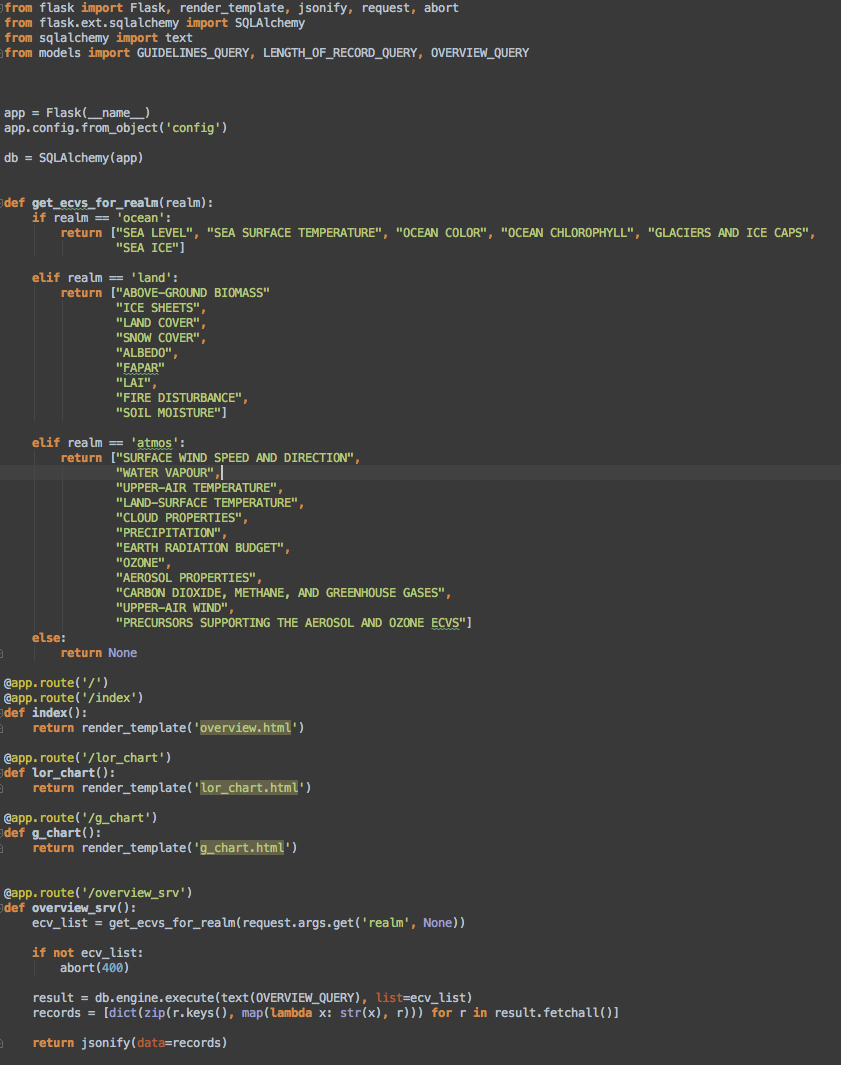 from flask import Flask, render_template, jsonify, request, abort
from flask.ext.sqlalchemy import SQLAlchemy
from sqlalchemy import text
from models import GUIDELINES_QUERY, LENGTH_OF_RECORD_QUERY, OVERVIEW_QUERY
app = Flask(__name__)
app.config.from_object('config')
db = SQLAlchemy(app)
def get_ecvs_for_realm(realm):
    if realm == 'ocean':
        return ["SEA LEVEL", "SEA SURFACE TEMPERATURE", "OCEAN COLOR", "OCEAN CHLOROPHYLL", "GLACIERS AND ICE CAPS",
                "SEA ICE"]
    elif realm == 'land':
        return ["ABOVE-GROUND BIOMASS"
                "ICE SHEETS",
                "LAND COVER",
                "SNOW COVER",
                "ALBEDO",
                "FAPAR"
                "LAI",
                "FIRE DISTURBANCE",
                "SOIL MOISTURE"]
    elif realm == 'atmos':
        return ["SURFACE WIND SPEED AND DIRECTION",
                "WATER VAPOUR",
                "UPPER-AIR TEMPERATURE",
                "LAND-SURFACE TEMPERATURE",
                "CLOUD PROPERTIES",
                "PRECIPITATION",
                "EARTH RADIATION BUDGET",
                "OZONE",
                "AEROSOL PROPERTIES",
                "CARBON DIOXIDE, METHANE, AND GREENHOUSE GASES",
                "UPPER-AIR WIND",
                "PRECURSORS SUPPORTING THE AEROSOL AND OZONE ECVS"]
    else:
        return None
@app.route('/')
@app.route('/index')
def index():
    return render_template('overview.html')
@app.route('/lor_chart')
def lor_chart():
    return render_template('lor_chart.html')
@app.route('/g_chart')
def g_chart():
    return render_template('g_chart.html')
@app.route('/overview_srv')
def overview_srv():
    ecv_list = get_ecvs_for_realm(request.args.get('realm', None))
    if not ecv_list:
        abort(400)
    result = db.engine.execute(text(OVERVIEW_QUERY), list=ecv_list)
    records = [dict(zip(r.keys(), map(lambda x: str(x), r))) for r in result.fetchall()]
    return jsonify(data=records)